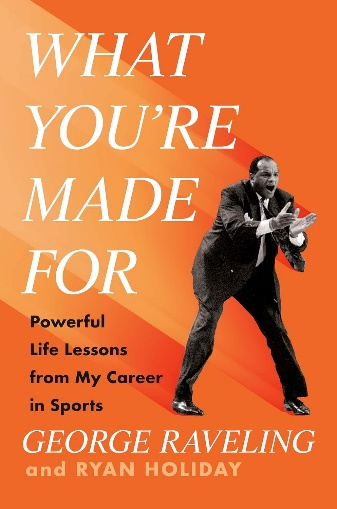 WHAT
YOU'RE
MADE
FOR
Powerful
Life Lessons
from My Career
in Sports
GEORGE RAVELING
and RYAN HOLIDAY